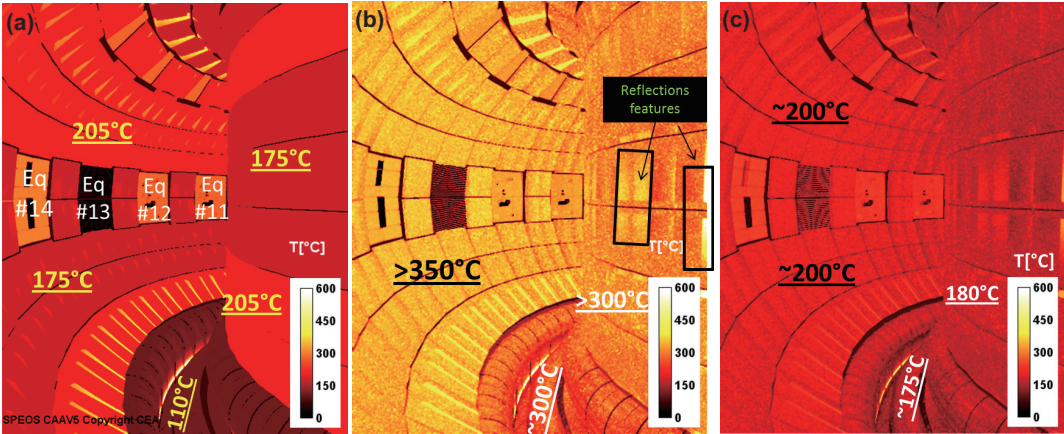 (a)
205°C
175°C
Eq
#14
Eq
#13
Eq
#12
Eq
#11
T[°C]
175°C
205°C
600
450
300
150
0
110°C
SPEOS CAAV5 Copyright CEA
(b)
Reflections
features
T[°C]
>350°C
>300°C
600
450
300
150
0
~300°C
(c)
~200°C
T[°C]
~200°C
180°C
600
450
300
150
0
~175°C